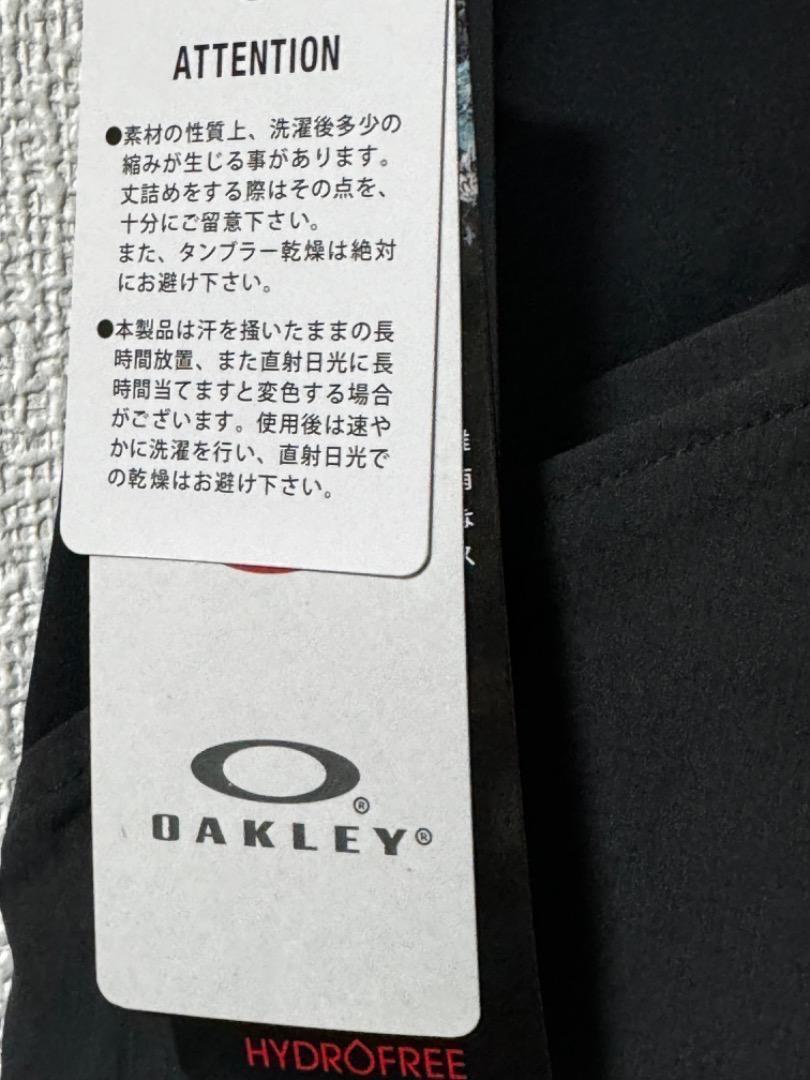 ATTENTION
●素材の性質上、洗濯後多少の
縮みが生じる事があります。
丈詰めをする際はその点を、
十分にご留意下さい。
また、タンブラー乾燥は絶対
にお避け下さい。
●本製品は汗を掻いたままの長
時間放置、また直射日光に長
時間当てますと変色する場合
がございます。使用後は速や
かに洗濯を行い、直射日光で
の乾燥はお避け下さい。
®
OAKLEY®
HYDROFREE